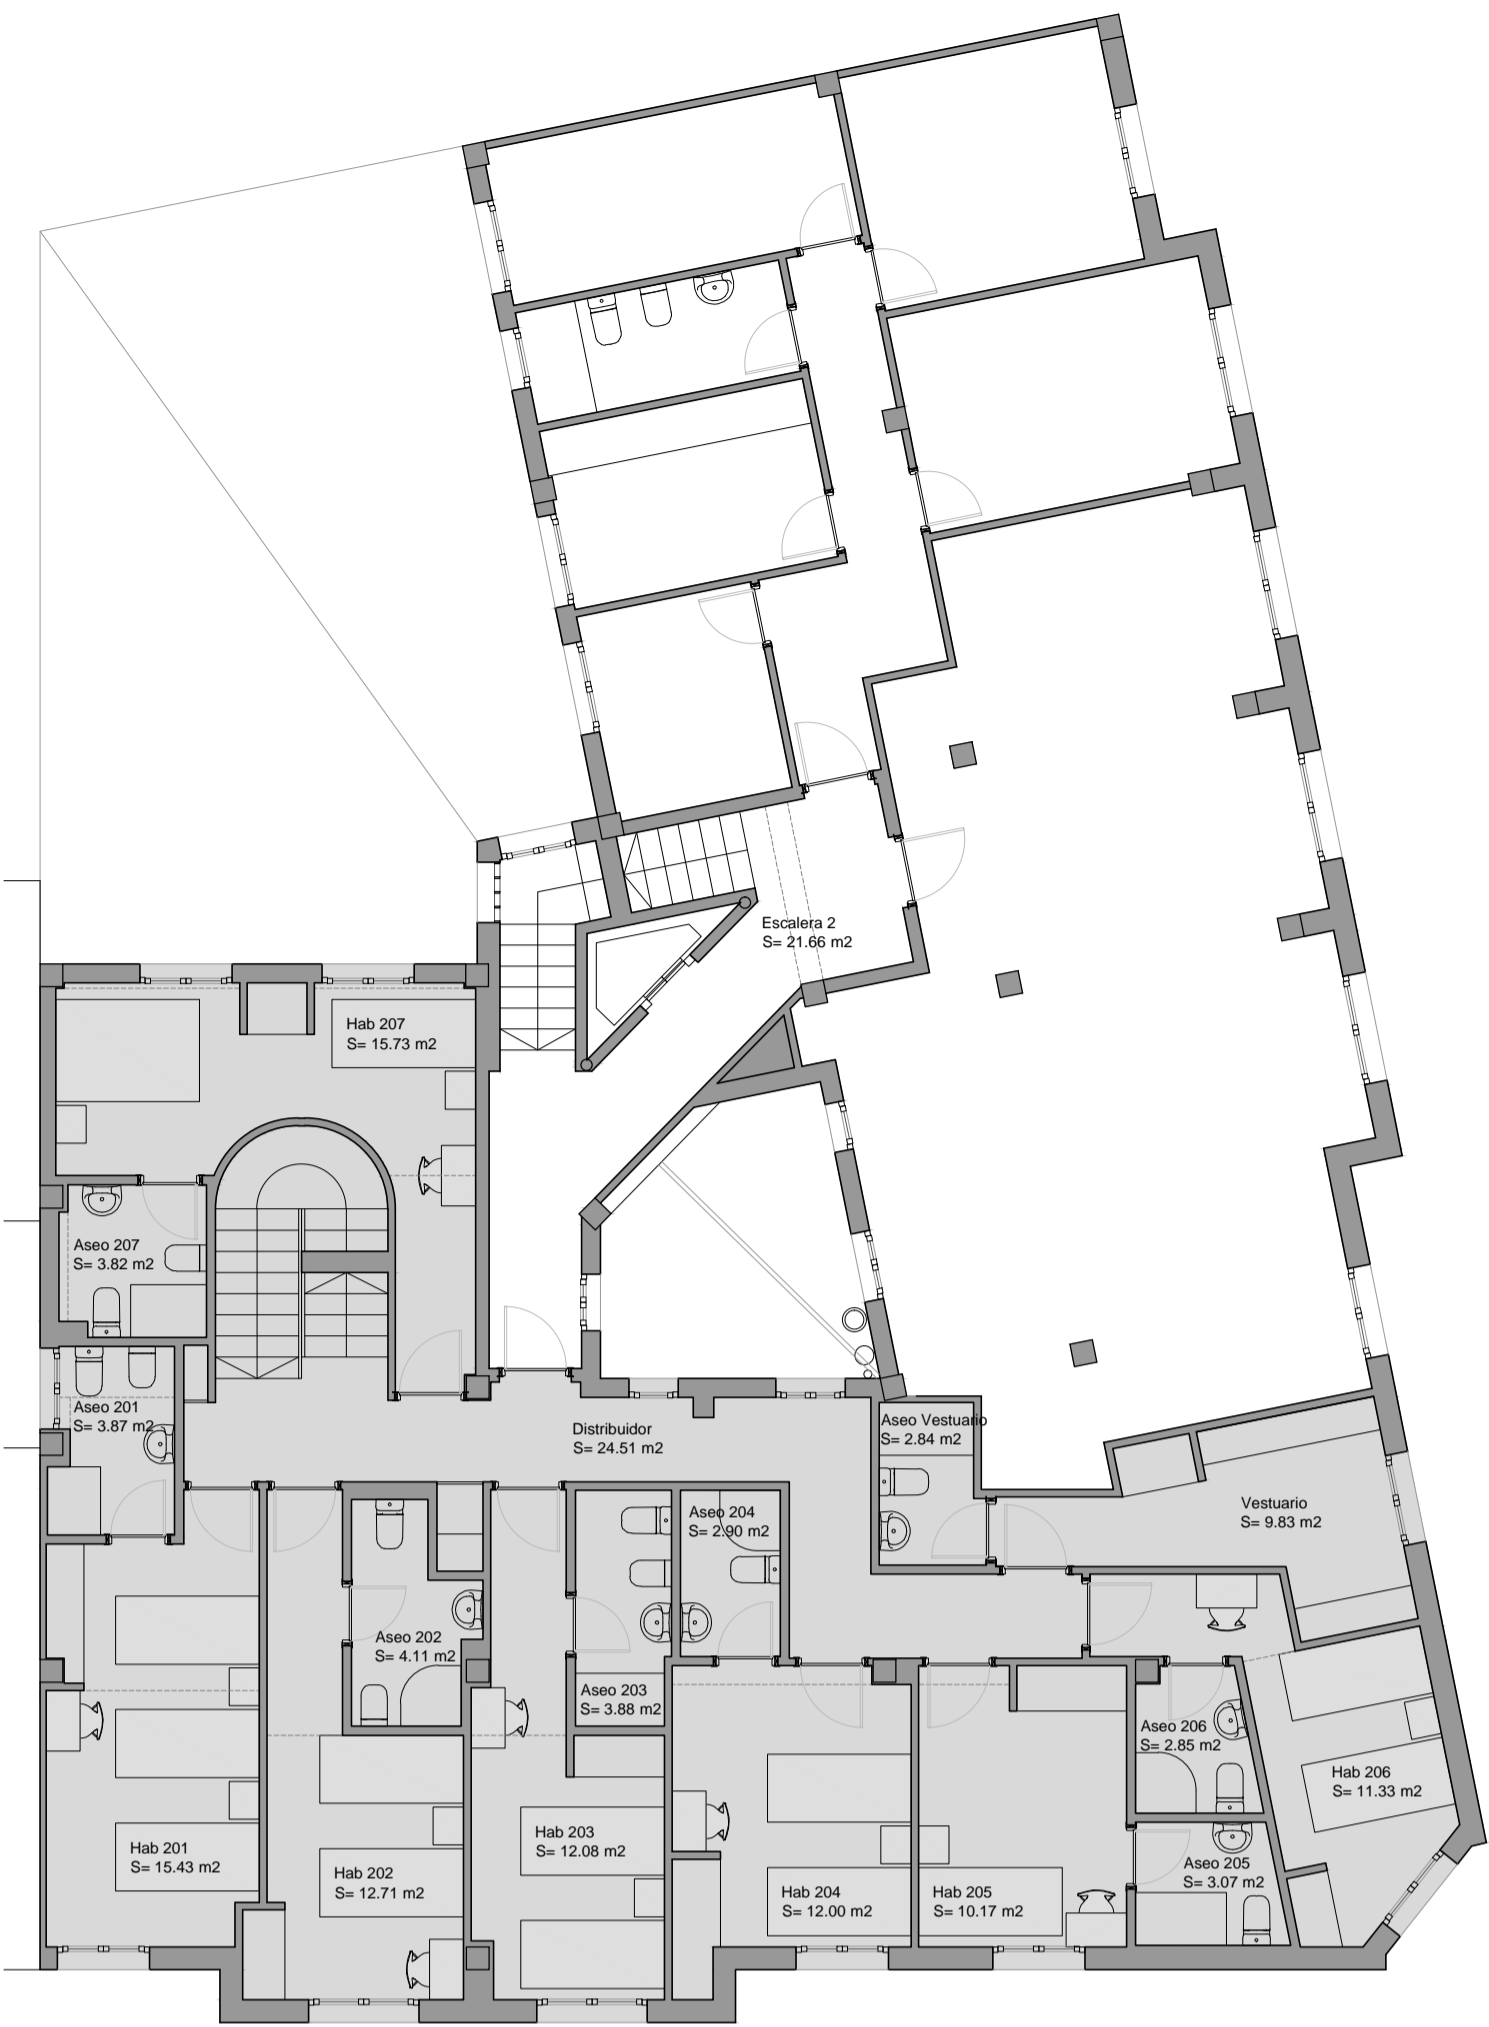 Escalera 2
S= 21.66 m2
Hab 207
S= 15.73 m2
Aseo 207
S= 3.82 m2
Aseo 201
S= 3.87 m2
Distribuidor
S= 24.51 m2
Aseo Vestuario
S= 2.84 m2
Vestuario
S= 9.83 m2
Aseo 204
S= 2.90 m2
Aseo 202
S= 4.11 m2
Aseo 203
S= 3.88 m2
Aseo 206
S= 2.85 m2
Hab 206
S= 11.33 m2
Hab 201
S= 15.43 m2
Hab 202
S= 12.71 m2
Hab 203
S= 12.08 m2
Hab 204
S= 12.00 m2
Hab 205
S= 10.17 m2
Aseo 205
S= 3.07 m2